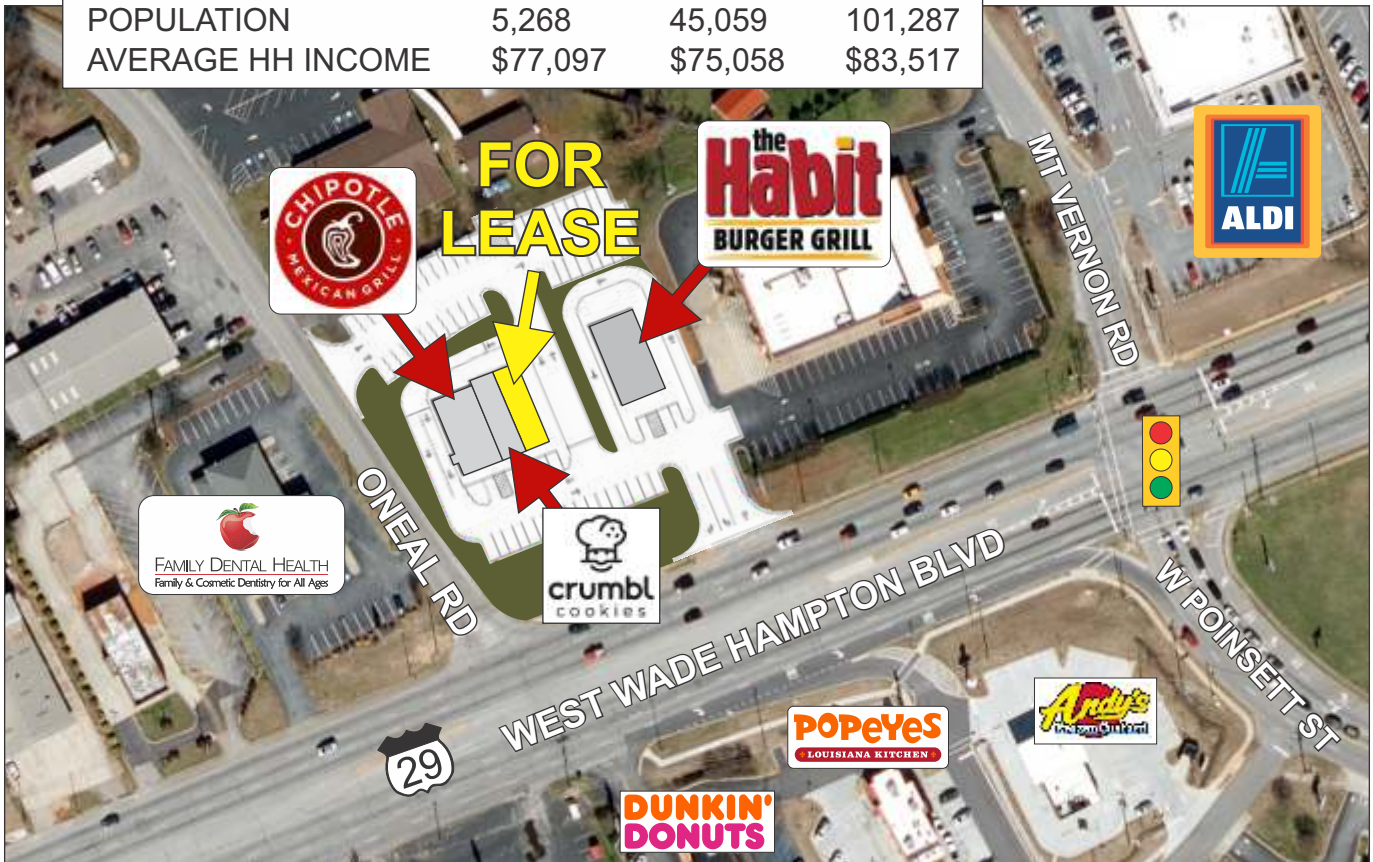 POPULATION 5,268 45,059 101,287
AVERAGE HH INCOME $77,097 $75,058 $83,517
FOR
LEASE
CHIPOTLE
MEXICAN GRILL
the
Habit
BURGER GRILL
MT VERNON RD
ALDI
ONEAL RD
FAMILY DENTAL HEALTH
Family & Cosmetic Dentistry for All Ages
crumbl
cookies
WEST WADE HAMPTON BLVD
W POINSETT ST
29
POPEYES
LOUISIANA KITCHEN
Andy's
Frozen Custard
DUNKIN'
DONUTS